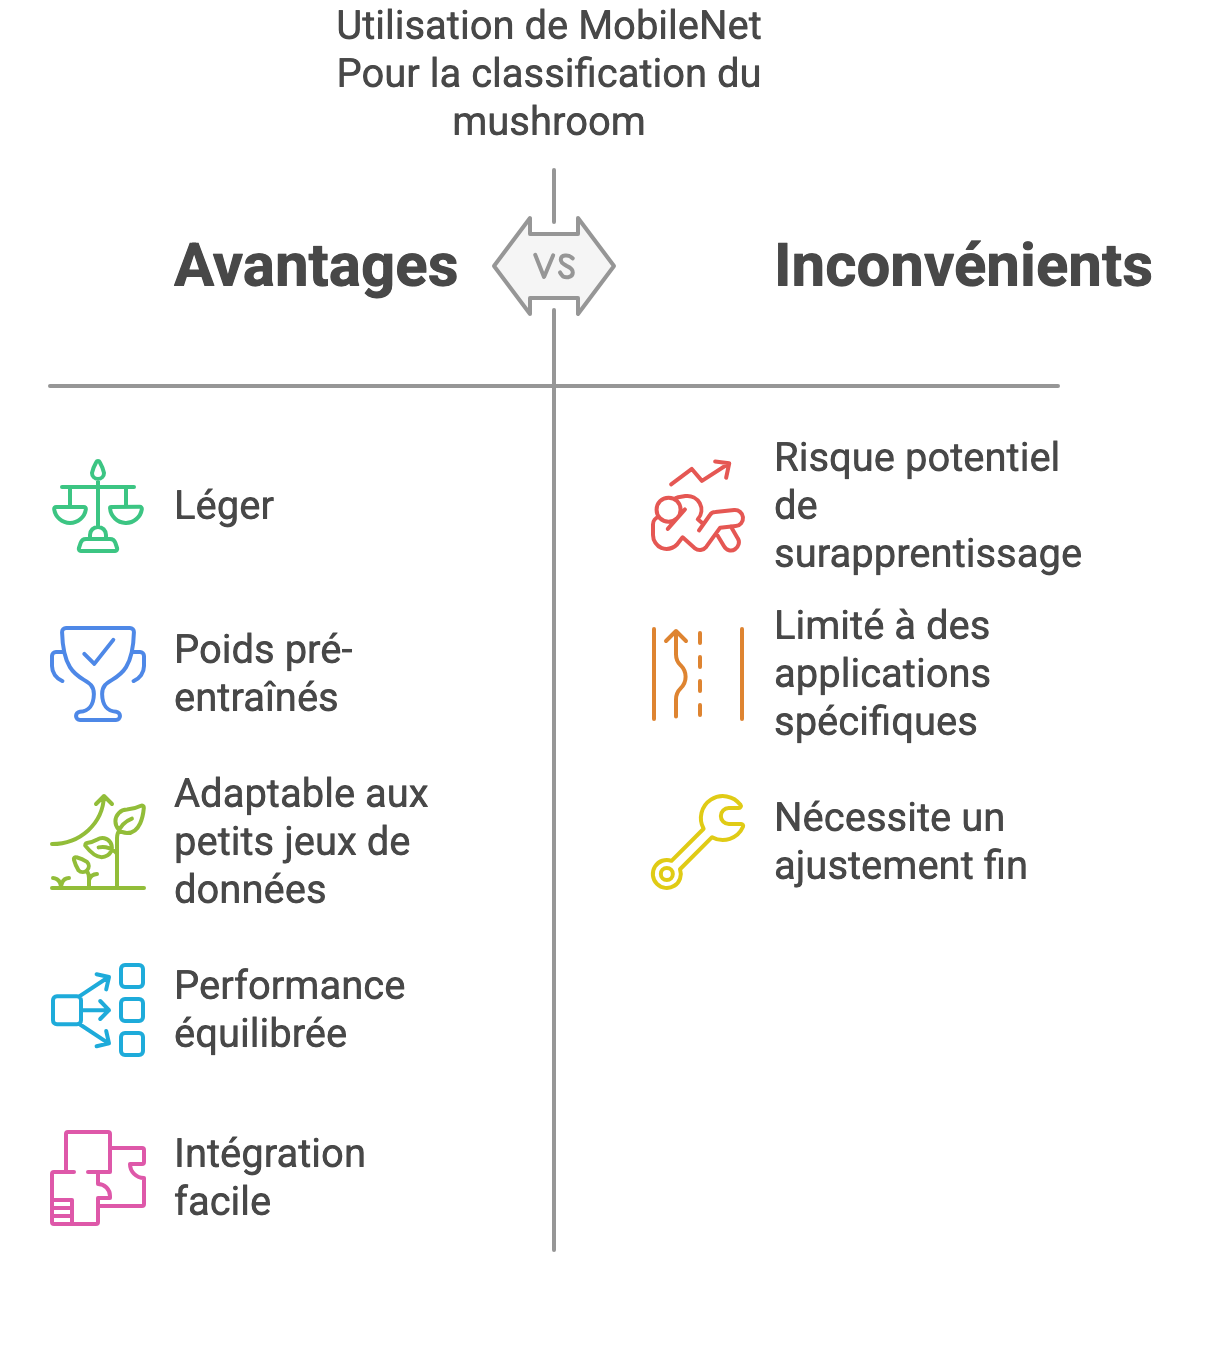 Utilisation de MobileNet
Pour la classification du
mushroom
Avantages
VS
Inconvénients
Léger
Poids pré-
entraînés
Adaptable aux
petits jeux de
données
Performance
équilibrée
Intégration
facile
Risque potentiel
de
surapprentissage
Limité à des
applications
spécifiques
Nécessite un
ajustement fin